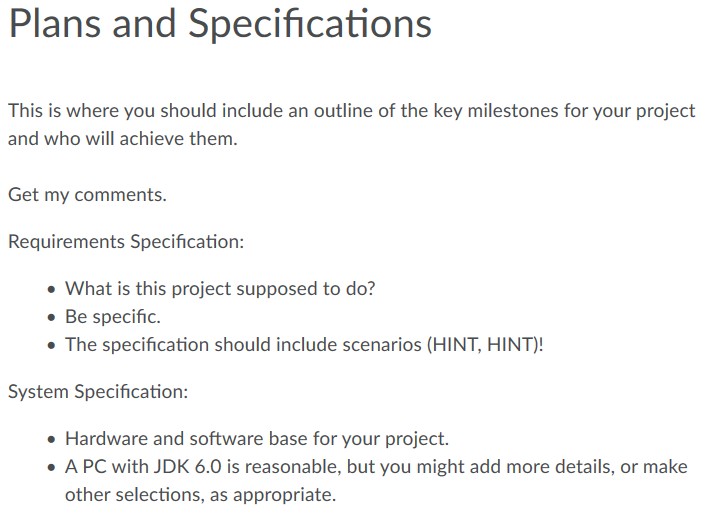 Plans and Specifications
This is where you should include an outline of the key milestones for your project
and who will achieve them.
Get my comments.
Requirements Specification:
• What is this project supposed to do?
• Be specific.
• The specification should include scenarios (HINT, HINT)!
System Specification:
• Hardware and software base for your project.
• A PC with JDK 6.0 is reasonable, but you might add more details, or make
other selections, as appropriate.